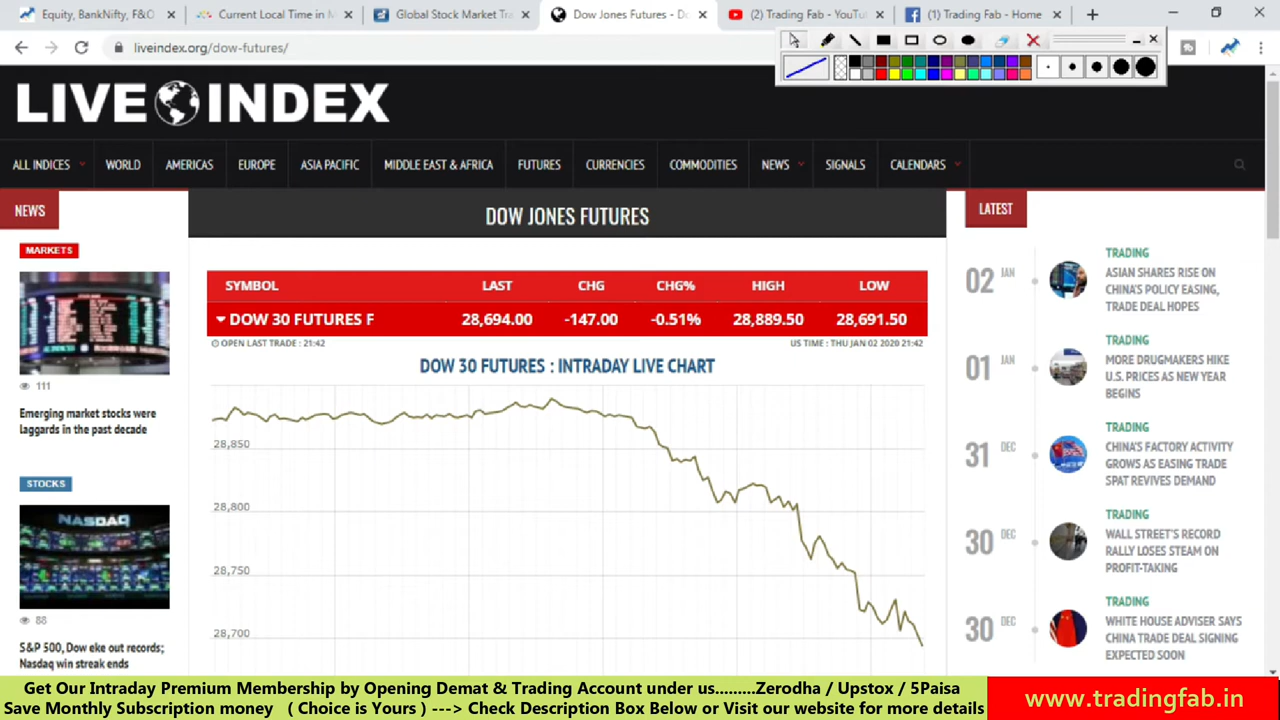 Equity, BankNifty, F&O
Current Local Time in
Global Stock Market Tra
Dow Jones Futures - Do
(2) Trading Fab - YouTu
(1) Trading Fab - Home
liveindex.org/dow-futures/
LIVE INDEX
ALL INDICES
WORLD
AMERICAS
EUROPE
ASIA PACIFIC
MIDDLE EAST & AFRICA
FUTURES
CURRENCIES
COMMODITIES
NEWS
SIGNALS
CALENDARS
NEWS
MARKETS
111
Emerging market stocks were
laggards in the past decade
STOCKS
NASDAQ
88
S&P 500, Dow eke out records;
Nasdaq win streak ends
DOW JONES FUTURES
SYMBOL LAST CHG CHG% HIGH LOW
DOW 30 FUTURES F 28,694.00 -147.00 -0.51% 28,889.50 28,691.50
OPEN LAST TRADE : 21:42
US TIME : THU JAN 02 2020 21:42
DOW 30 FUTURES : INTRADAY LIVE CHART
28,850
28,800
28,750
28,700
LATEST
02 JAN
TRADING
ASIAN SHARES RISE ON
CHINA'S POLICY EASING,
TRADE DEAL HOPES
01 JAN
TRADING
MORE DRUGMAKERS HIKE
U.S. PRICES AS NEW YEAR
BEGINS
31 DEC
TRADING
CHINA'S FACTORY ACTIVITY
GROWS AS EASING TRADE
SPAT REVIVES DEMAND
30 DEC
TRADING
WALL STREET'S RECORD
RALLY LOSES STEAM ON
PROFIT-TAKING
30 DEC
TRADING
WHITE HOUSE ADVISER SAYS
CHINA TRADE DEAL SIGNING
EXPECTED SOON
Get Our Intraday Premium Membership by Opening Demat & Trading Account under us.........Zerodha / Upstox / 5Paisa
Save Monthly Subscription money ( Choice is Yours ) ---> Check Description Box Below or Visit our website for more details
www.tradingfab.in